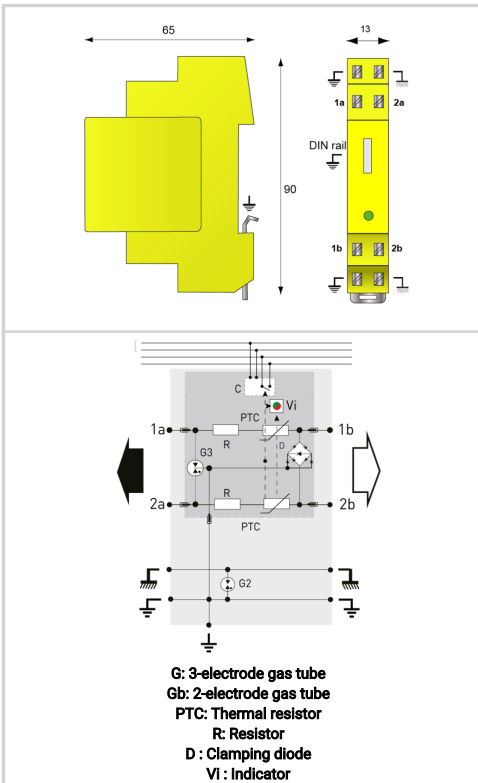 65
13
1a
2a
DIN rail
90
1b
2b
C
Vi
PTC
1a
1b
R
D
G3
R
2a
2b
PTC
G2
G: 3-electrode gas tube
Gb: 2-electrode gas tube
PTC: Thermal resistor
R: Resistor
D : Clamping diode
Vi : Indicator